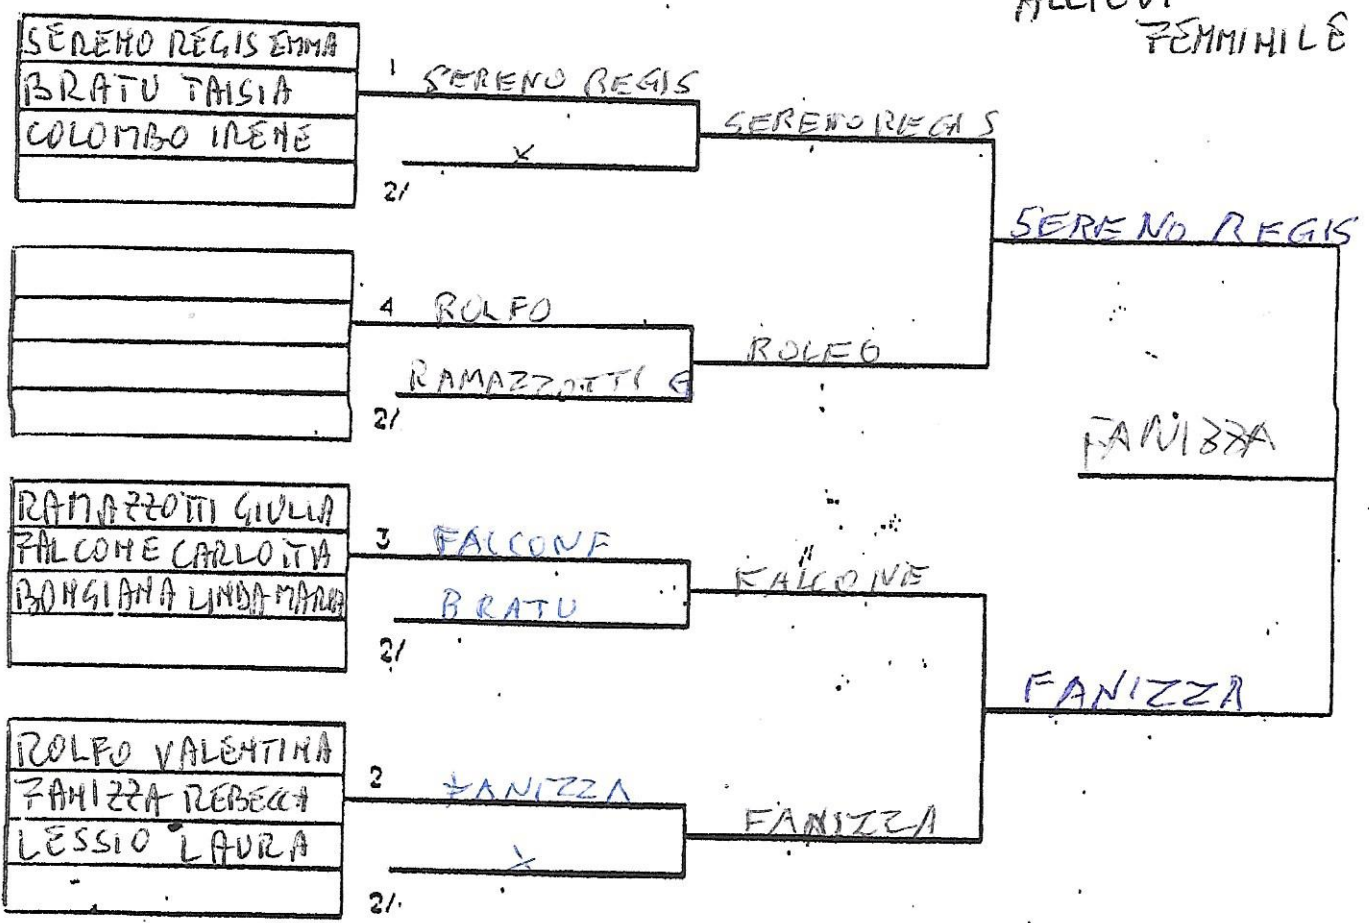 ALLIEVI
FEMMINILE
SERENO REGIS EMMA
BRATU TAISIA
COLOMBO IRENE
1 SERENO REGIS
X
2/
SERENO REGIS
SERENO REGIS
4 ROLFO
RAMAZZOTTI G
2/
ROLFO
FANIZZA
RAMAZZOTTI GIULIA
FALCONE CARLOTTA
BONGIANA LINDA MARIA
3 FALCONE
BRATU
2/
FALCONE
FANIZZA
ROLFO VALENTINA
FANIZZA REBECCA
LESSIO LAURA
2 FANIZZA
X
2/
FANIZZA